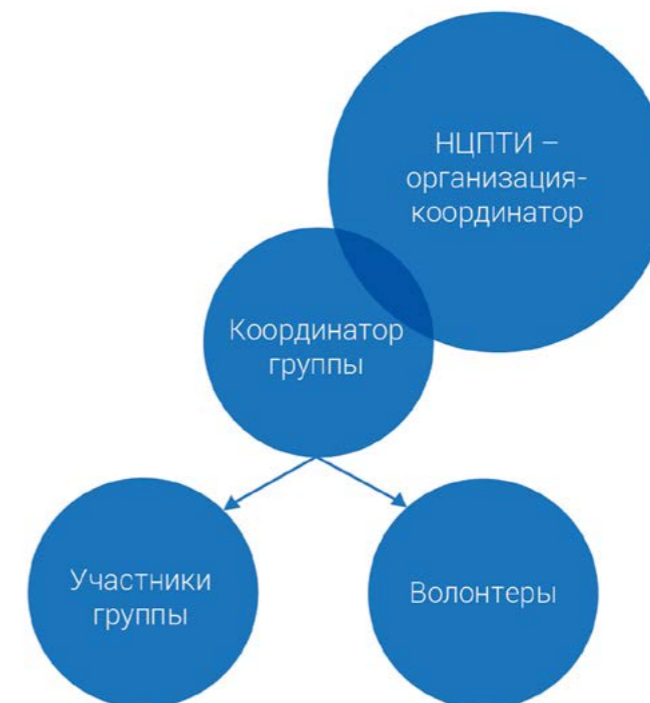 НЦПТИ –
организация-
координатор
Координатор
группы
Участники
группы
Волонтеры